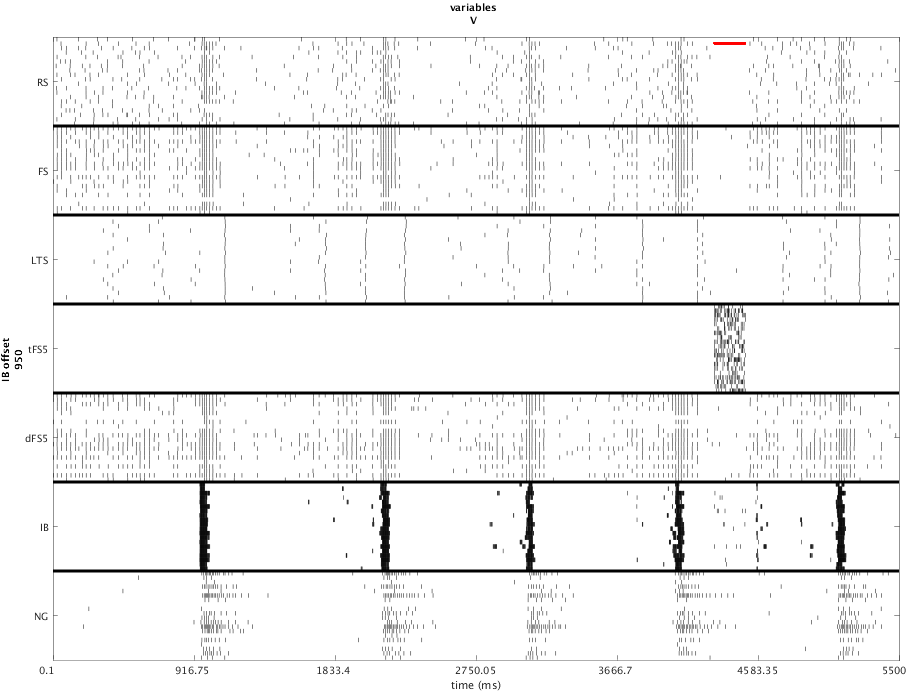 variables
V
RS
FS
LTS
tFS5
dFS5
IB
NG
IB offset
950
0.1
916.75
1833.4
2750.05
3666.7
4583.35
5500
time (ms)